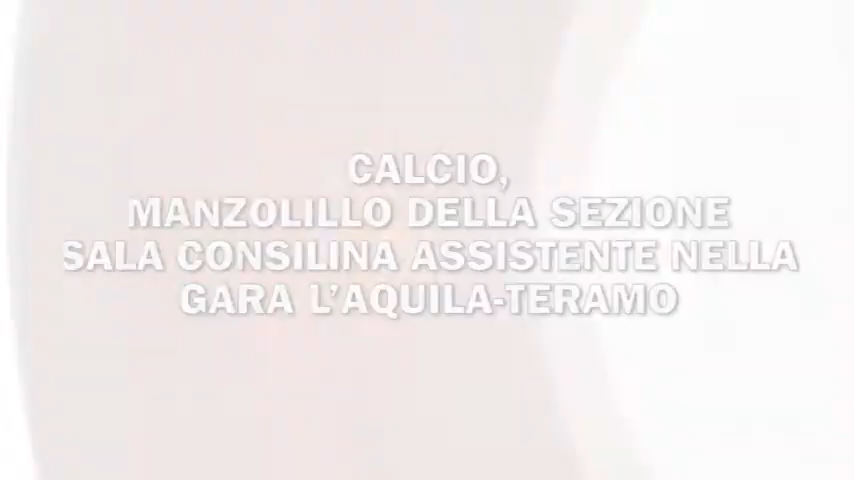 CALCIO,
MANZOLILLO DELLA SEZIONE
SALA CONSILINA ASSISTENTE NELLA
GARA L’AQUILA-TERAMO